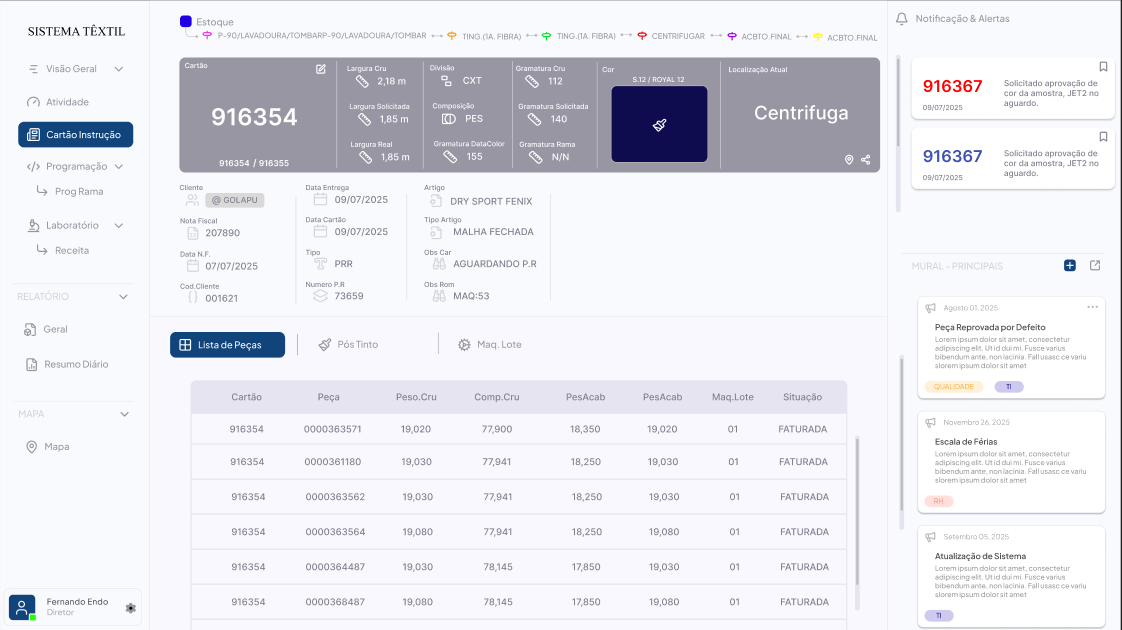 SISTEMA TÊXTIL
Visão Geral
Atividade
Cartão Instrução
Programação
Prog Rama
Laboratório
Receita
RELATÓRIO
Geral
Resumo Diário
MAPA
Mapa
Fernando Endo
Diretor
Estoque
P-90/LAVADOURA/TOMBARP-90/LAVADOURA/TOMBAR TING.(1A. FIBRA) TING.(1A. FIBRA) CENTRIFUGAR ACBTO.FINAL ACBTO.FINAL
Cartão
916354
916354 / 916355
Largura Cru
2,18 m
Largura Solicitada
1,85 m
Largura Real
1,85 m
Divisão
CXT
Composição
PES
Gramatura DataColor
155
Gramatura Cru
112
Gramatura Solicitada
140
Gramatura Rama
N/N
Cor
S.12 / ROYAL 12
Localização Atual
Centrifuga
Cliente
@ GOLAPU
Nota Fiscal
207890
Data N.F.
07/07/2025
Cod.Cliente
001621
Data Entrega
09/07/2025
Data Cartão
09/07/2025
Tipo
PRR
Numero P.R
73659
Artigo
DRY SPORT FENIX
Tipo Artigo
MALHA FECHADA
Obs Car
AGUARDANDO P.R
Obs Rom
MAQ:53
Lista de Peças
Pós Tinto
Maq. Lote
Cartão Peça Peso.Cru Comp.Cru PesAcab PesAcab Maq.Lote Situação
916354 0000363571 19,020 77,900 18,350 19,020 01 FATURADA
916354 0000361180 19,030 77,941 18,250 19,030 01 FATURADA
916354 0000363562 19,030 77,941 18,250 19,030 01 FATURADA
916354 0000363564 19,080 77,941 18,250 19,080 01 FATURADA
916354 0000364487 19,030 78,145 17,850 19,030 01 FATURADA
916354 0000368487 19,080 78,145 17,850 19,080 01 FATURADA
Notificação & Alertas
916367
09/07/2025
Solicitado aprovação de
cor da amostra, JET2 no
aguardo.
916367
09/07/2025
Solicitado aprovação de
cor da amostra, JET2 no
aguardo.
MURAL - PRINCIPAIS
Agosto 01, 2025
Peça Reprovada por Defeito
Lorem ipsum dolor sit amet, consectetur
adipiscing elit. Ut id dui mi. Fusce varius
bibendum ante, non lacinia. Fall usasc ce variu
slorem ipsum dolor sit amet
QUALIDADE
TI
Novembro 26, 2025
Escala de Férias
Lorem ipsum dolor sit amet, consectetur
adipiscing elit. Ut id dui mi. Fusce varius
bibendum ante, non lacinia. Fall usasc ce variu
slorem ipsum dolor sit amet
RH
Setembro 05, 2025
Atualização de Sistema
Lorem ipsum dolor sit amet, consectetur
adipiscing elit. Ut id dui mi. Fusce varius
bibendum ante, non lacinia. Fall usasc ce variu
slorem ipsum dolor sit amet
TI